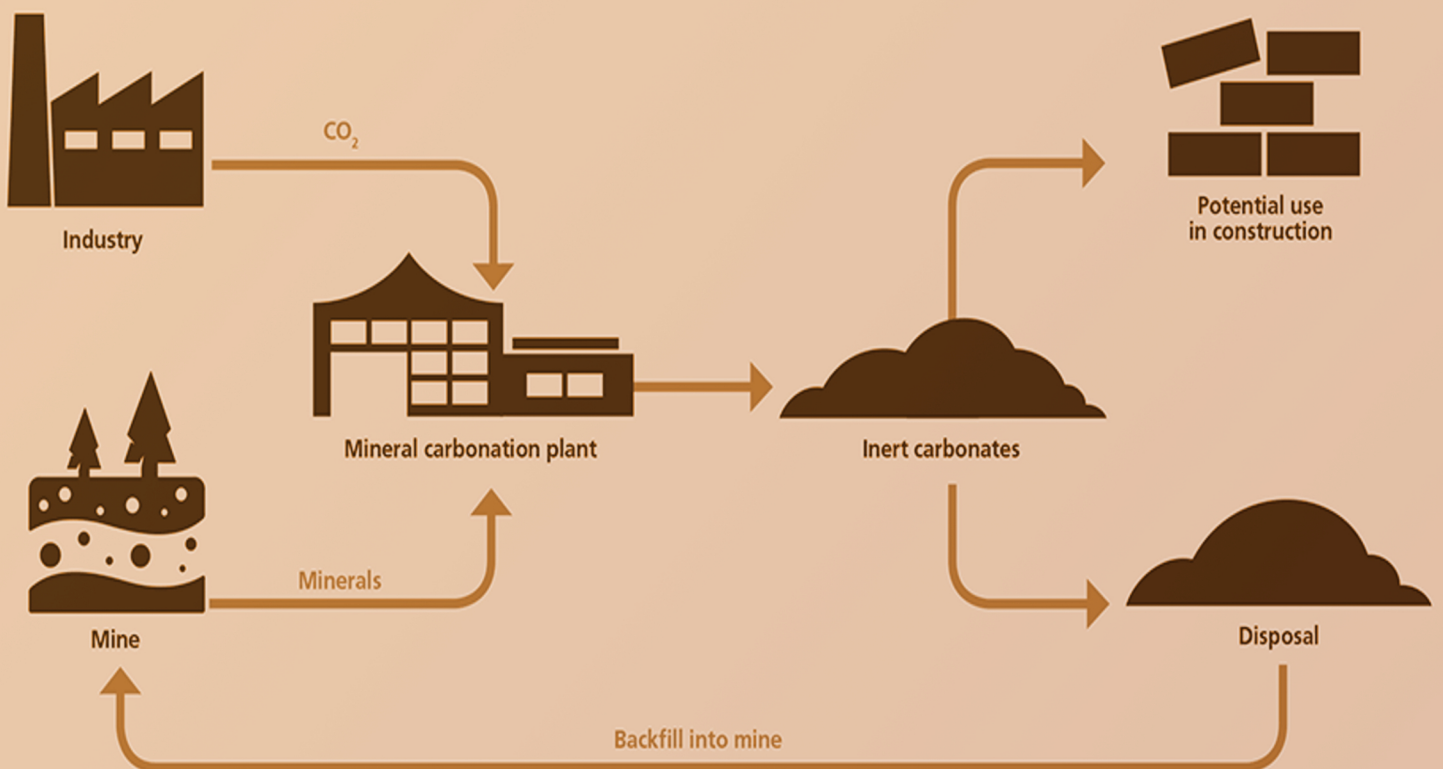 CO₂
Industry
Potential use
in construction
Mineral carbonation plant
Inert carbonates
Minerals
Mine
Disposal
Backfill into mine